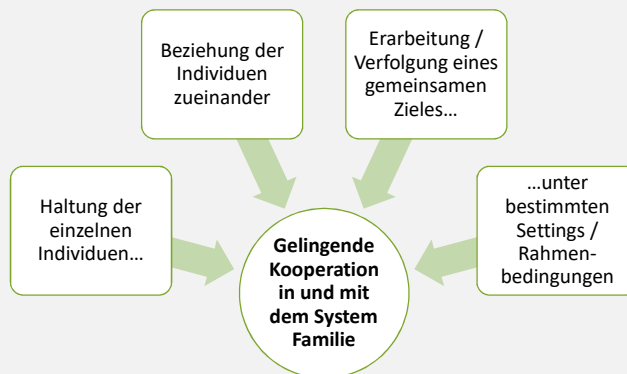 Beziehung der
Individuen
zueinander
Erarbeitung /
Verfolgung eines
gemeinsamen
Zieles...
Haltung der
einzelnen
Individuen...
...unter
bestimmten
Settings /
Rahmen-
bedingungen
Gelingende
Kooperation
in und mit
dem System
Familie